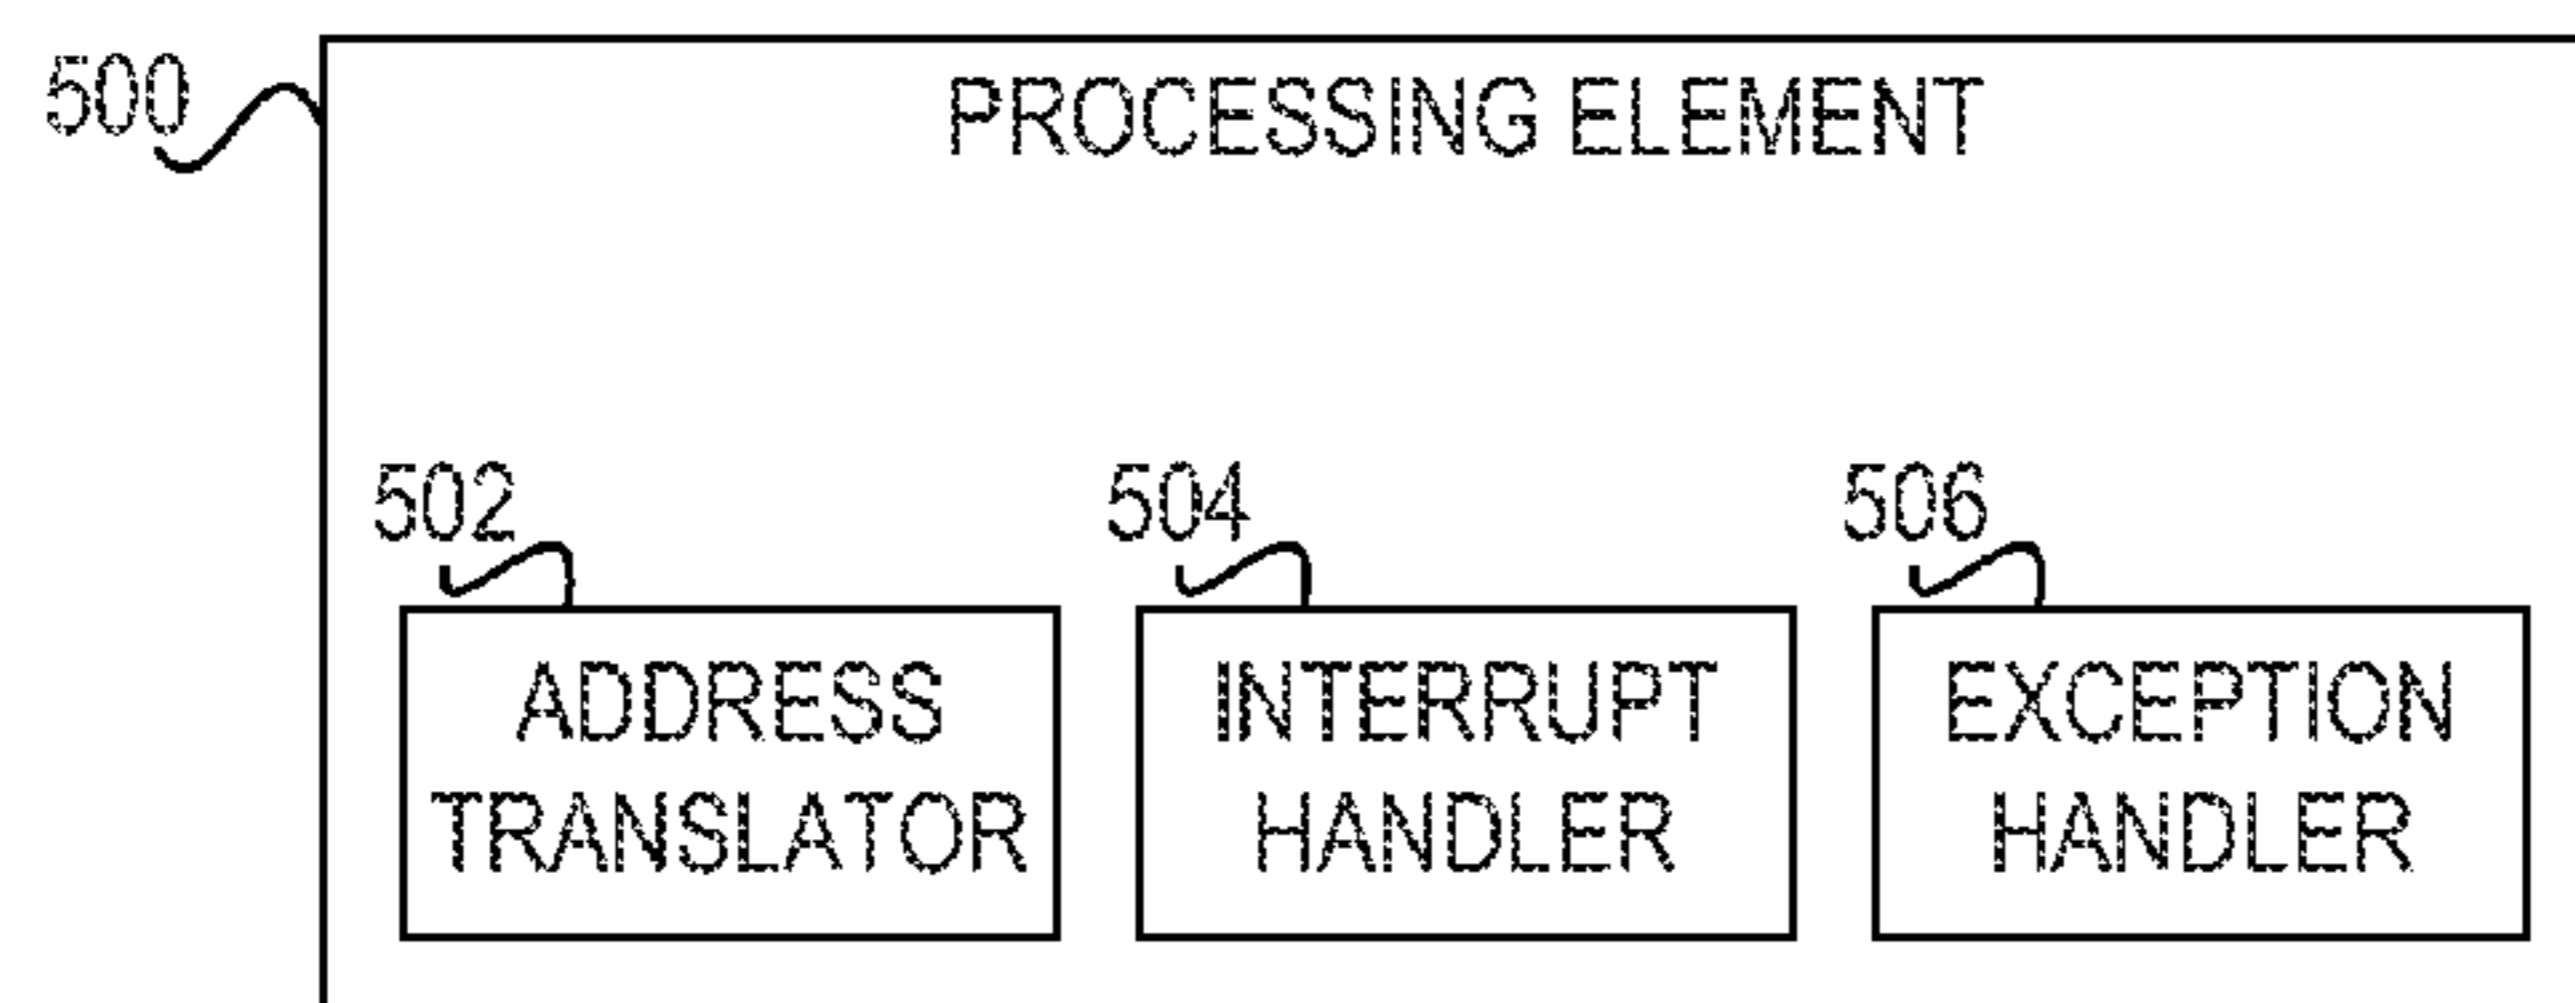 500
PROCESSING ELEMENT
502
504
506
ADDRESS
TRANSLATOR
INTERRUPT
HANDLER
EXCEPTION
HANDLER